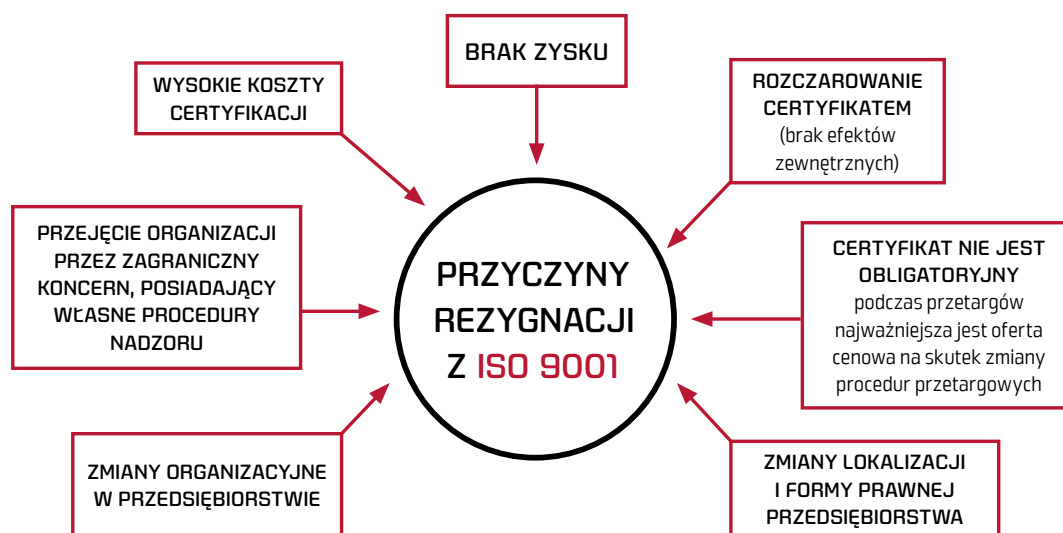 BRAK ZYSKU
WYSOKIE KOSZTY
CERTYFIKACJI
ROZCZAROWANIE
CERTYFIKATEM
(brak efektów
zewnętrznych)
PRZEJĘCIE ORGANIZACJI
PRZEZ ZAGRANICZNY
KONCERN, POSIADAJĄCY
WŁASNE PROCEDURY
NADZORU
PRZYCZYNY
REZYGNACJI
Z ISO 9001
CERTYFIKAT NIE JEST
OBLIGATORYJNY
podczas przetargów
najważniejsza jest oferta
cenowa na skutek zmiany
procedur przetargowych
ZMIANY ORGANIZACYJNE
W PRZEDSIĘBIORSTWIE
ZMIANY LOKALIZACJI
I FORMY PRAWNEJ
PRZEDSIĘBIORSTWA